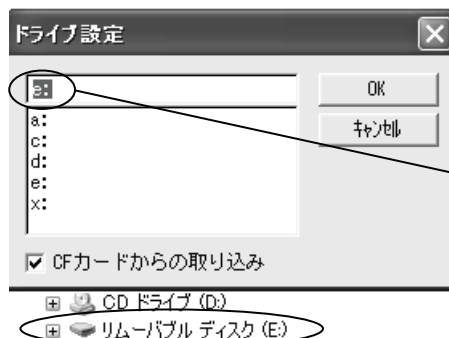 ドライブ設定
e:
OK
a:
キャンセル
c:
d:
e:
x:
CFカードからの取り込み
CD ドライブ (D:)
リムーバブル ディスク (E:)